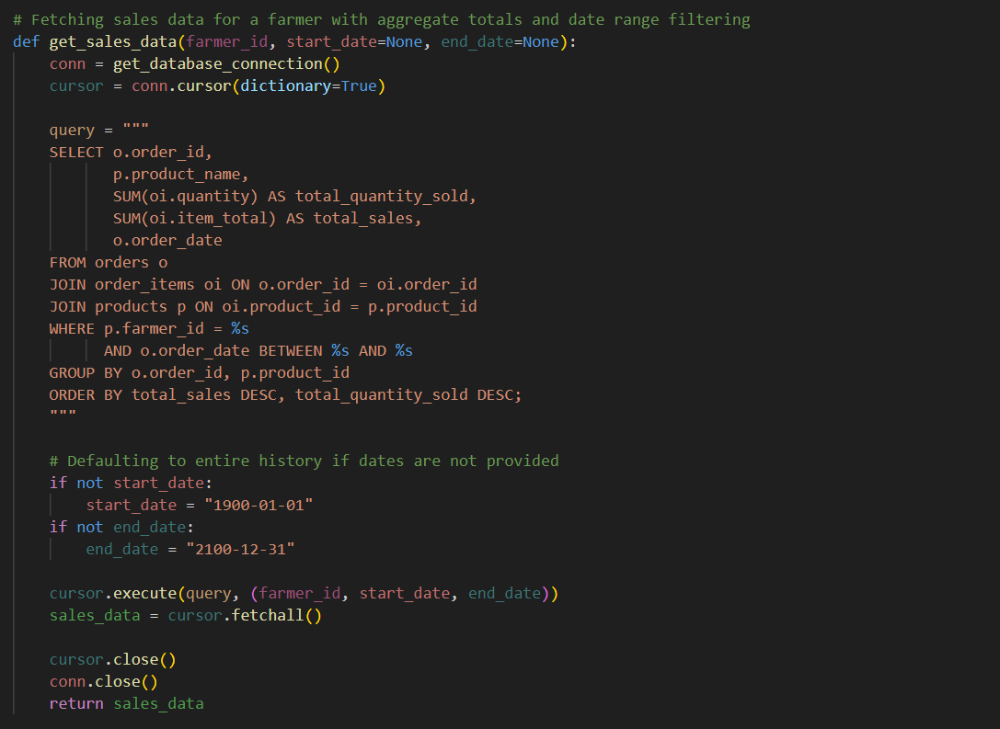 # Fetching sales data for a farmer with aggregate totals and date range filtering
def get_sales_data(farmer_id, start_date=None, end_date=None):
    conn = get_database_connection()
    cursor = conn.cursor(dictionary=True)

    query = """
    SELECT o.order_id,
           p.product_name,
           SUM(oi.quantity) AS total_quantity_sold,
           SUM(oi.item_total) AS total_sales,
           o.order_date
    FROM orders o
    JOIN order_items oi ON o.order_id = oi.order_id
    JOIN products p ON oi.product_id = p.product_id
    WHERE p.farmer_id = %s
          AND o.order_date BETWEEN %s AND %s
    GROUP BY o.order_id, p.product_id
    ORDER BY total_sales DESC, total_quantity_sold DESC;
    """

    # Defaulting to entire history if dates are not provided
    if not start_date:
        start_date = "1900-01-01"
    if not end_date:
        end_date = "2100-12-31"

    cursor.execute(query, (farmer_id, start_date, end_date))
    sales_data = cursor.fetchall()

    cursor.close()
    conn.close()
    return sales_data